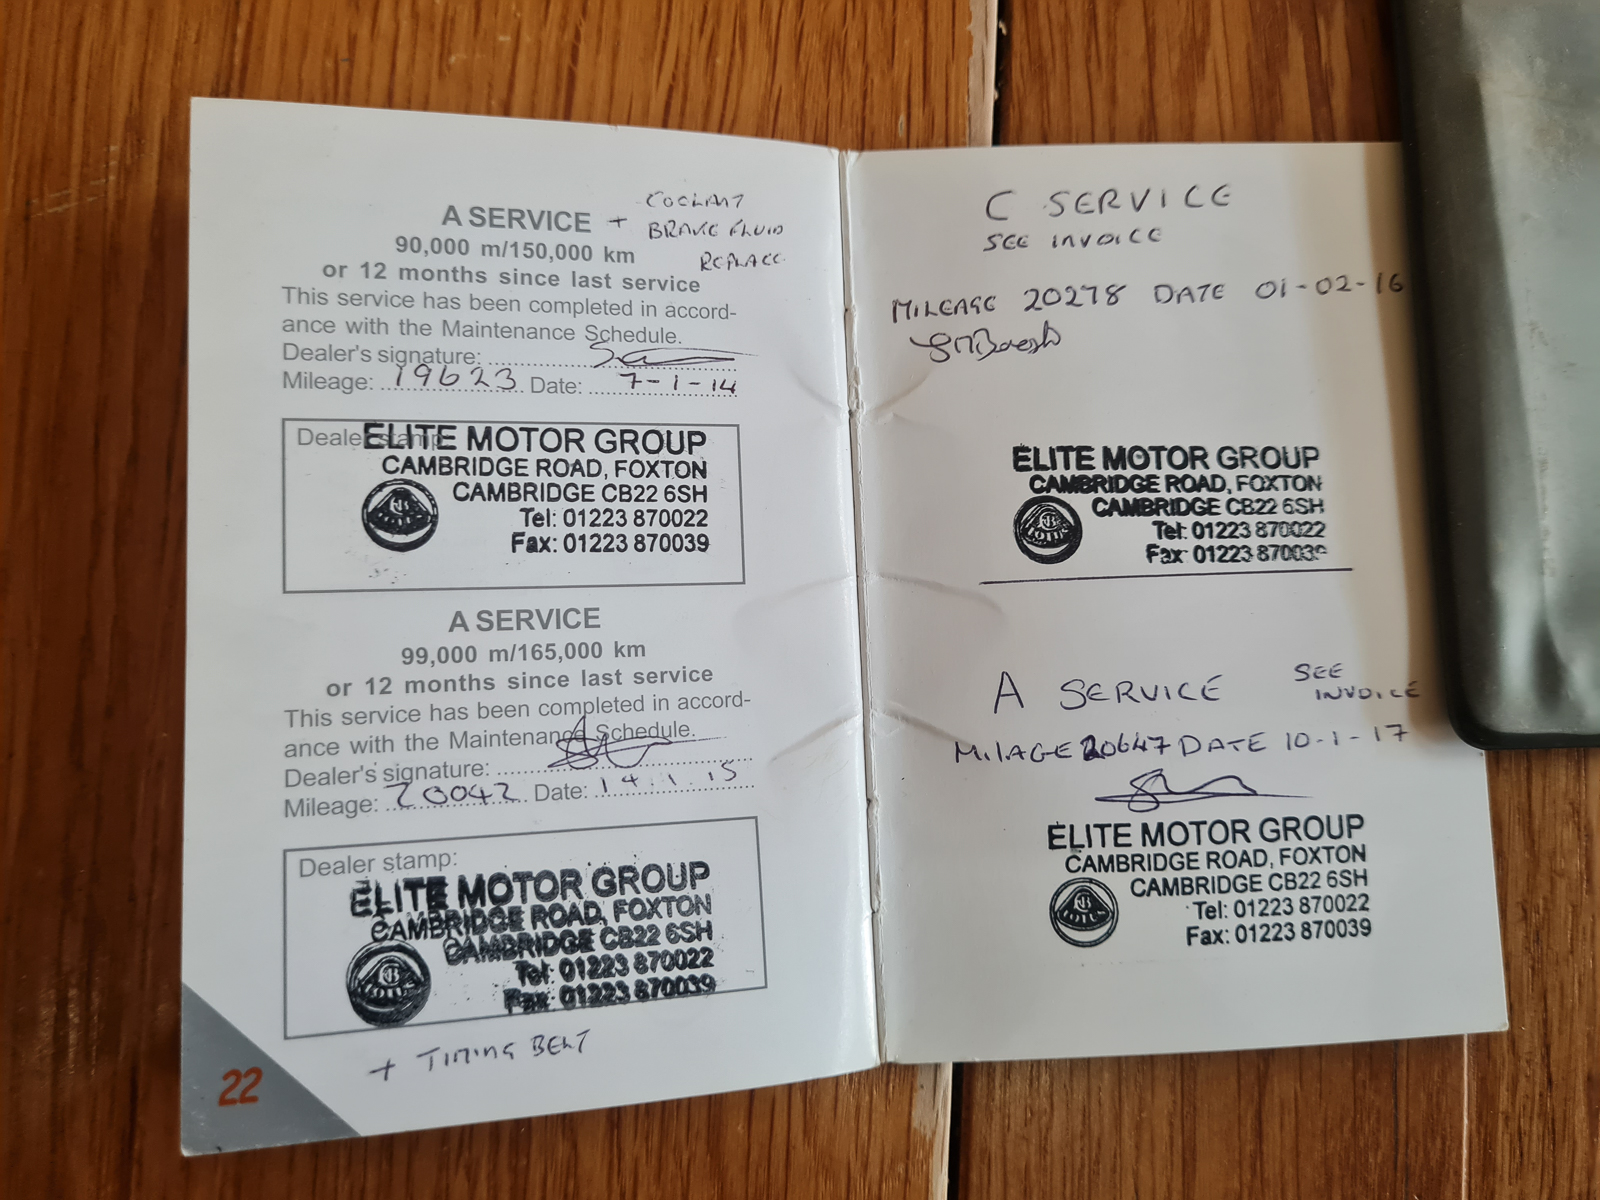 A SERVICE + COOLANT
BRAKE FLUID
REPLACE
90,000 m/150,000 km
or 12 months since last service
This service has been completed in accord-
ance with the Maintenance Schedule.
Dealer's signature:
Mileage: 19623 Date: 7-1-14
Dealer stamp:
ELITE MOTOR GROUP
CAMBRIDGE ROAD, FOXTON
CAMBRIDGE CB22 6SH
Tel: 01223 870022
Fax: 01223 870039
A SERVICE
99,000 m/165,000 km
or 12 months since last service
This service has been completed in accord-
ance with the Maintenance Schedule.
Dealer's signature:
Mileage: 20042 Date: 14.1.15
Dealer stamp:
ELITE MOTOR GROUP
CAMBRIDGE ROAD, FOXTON
CAMBRIDGE CB22 6SH
Tel: 01223 870022
Fax: 01223 870039
+ TIMING BELT
22
C SERVICE
SEE INVOICE
MILEAGE 20278 DATE 01-02-16
ELITE MOTOR GROUP
CAMBRIDGE ROAD, FOXTON
CAMBRIDGE CB22 6SH
LOTUS
Tel: 01223 870022
Fax: 01223 870039
A SERVICE SEE
INVOICE
MILAGE 20647 DATE 10-1-17
ELITE MOTOR GROUP
CAMBRIDGE ROAD, FOXTON
CAMBRIDGE CB22 6SH
LOTUS
Tel: 01223 870022
Fax: 01223 870039